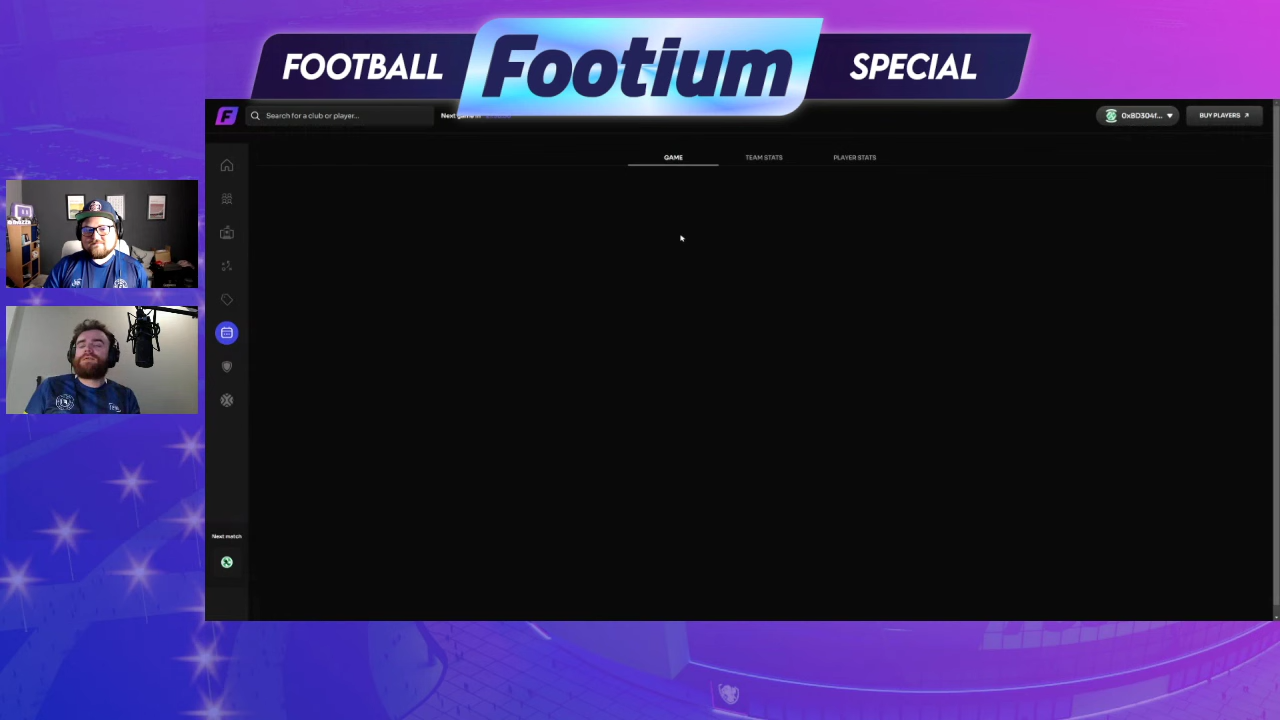 FOOTBALL
Footium
SPECIAL
Search for a club or player...
Next game in
0xBD304f...
BUY PLAYERS
GAME
TEAM STATS
PLAYER STATS
Next match